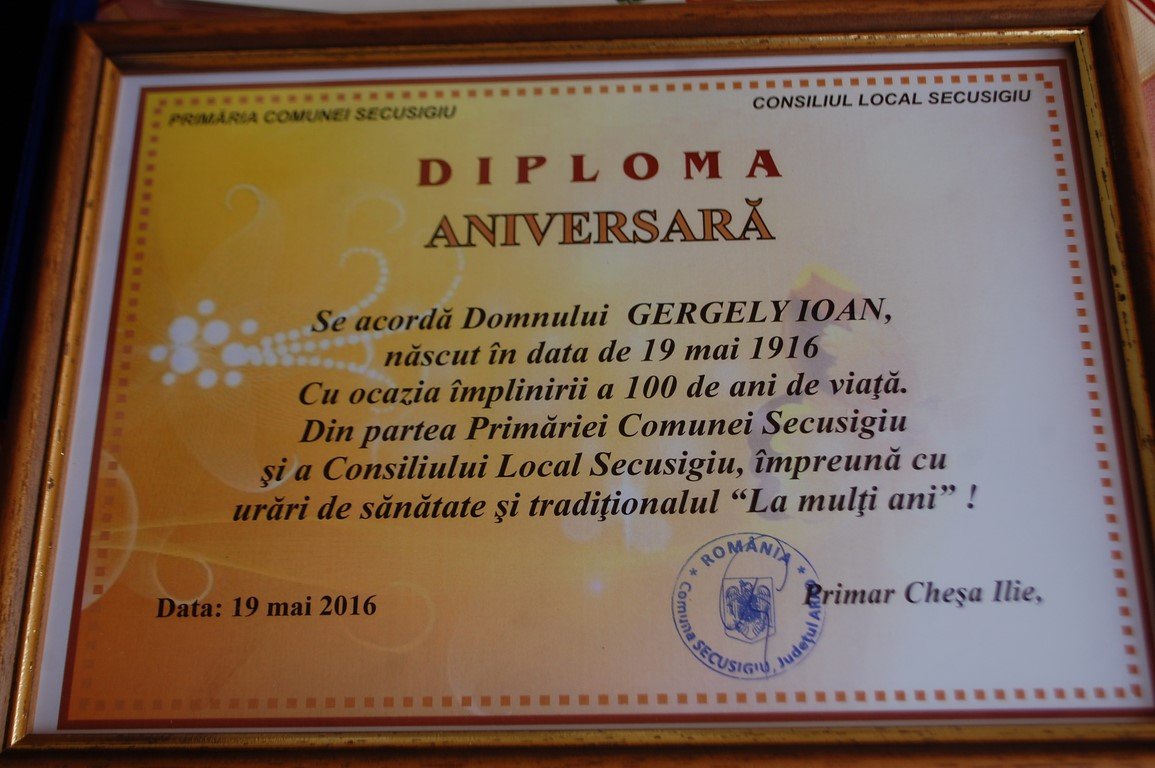 PRIMĂRIA COMUNEI SECUSIGIU
CONSILIUL LOCAL SECUSIGIU
DIPLOMA
ANIVERSARĂ
Se acordă Domnului GERGELY IOAN,
născut în data de 19 mai 1916
Cu ocazia împlinirii a 100 de ani de viaţă.
Din partea Primăriei Comunei Secusigiu
şi a Consiliului Local Secusigiu, împreună cu
urări de sănătate şi tradiţionalul “La mulţi ani” !
Data: 19 mai 2016
Primar Cheşa Ilie,
* ROMÂNIA *
Comuna SECUSIGIU, Judeţul ARAD